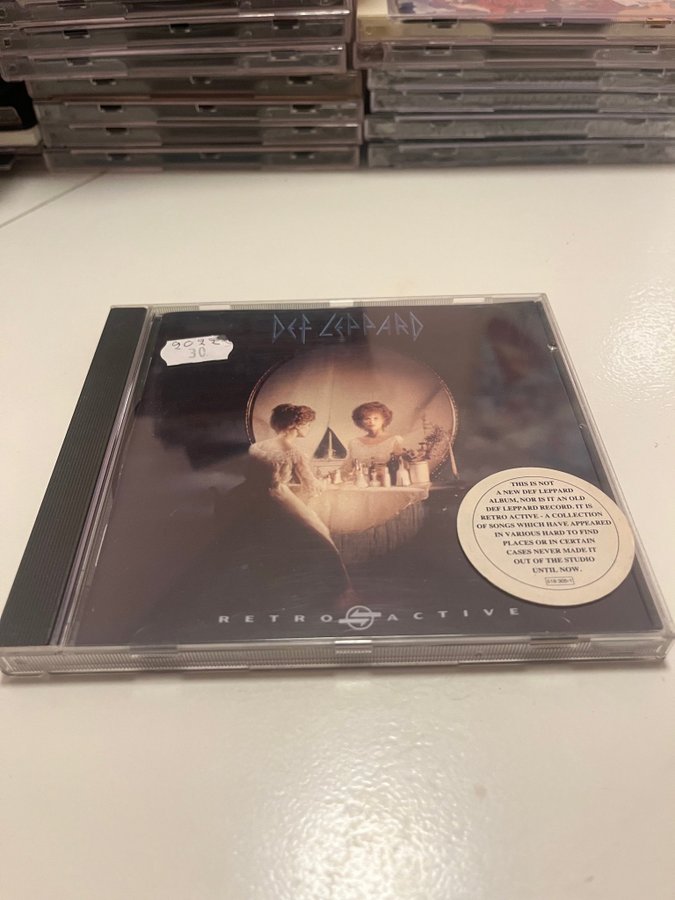 DEF LEPPARD
30
THIS IS NOT
A NEW DEF LEPPARD
ALBUM, NOR IS IT AN OLD
DEF LEPPARD RECORD. IT IS
RETRO ACTIVE - A COLLECTION
OF SONGS WHICH HAVE APPEARED
IN VARIOUS HARD TO FIND
PLACES OR IN CERTAIN
CASES NEVER MADE IT
OUT OF THE STUDIO
UNTIL NOW.
RETRO ACTIVE